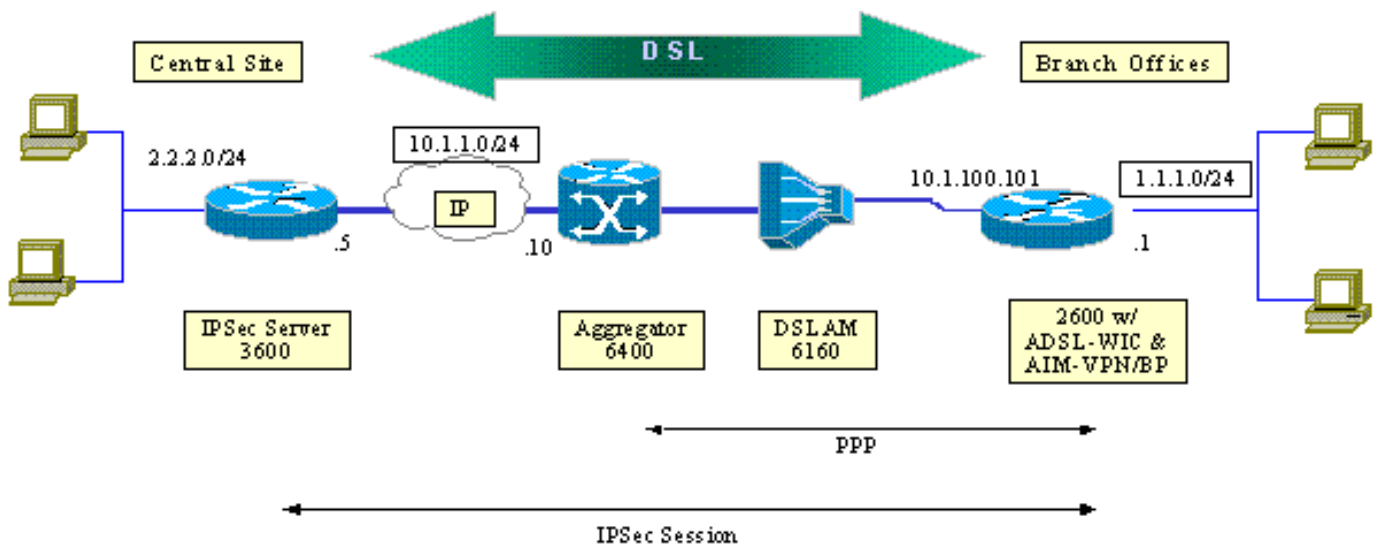 DSL
Central Site
Branch Offices
2.2.2.0/24
10.1.1.0/24
IP
10.1.100.101
1.1.1.0/24
.5
.10
.1
IPSec Server
3600
Aggregator
6400
DSLAM
6160
2600 w/
ADSL-WIC &
AIM-VPN/BP
PPP
IPSec Session